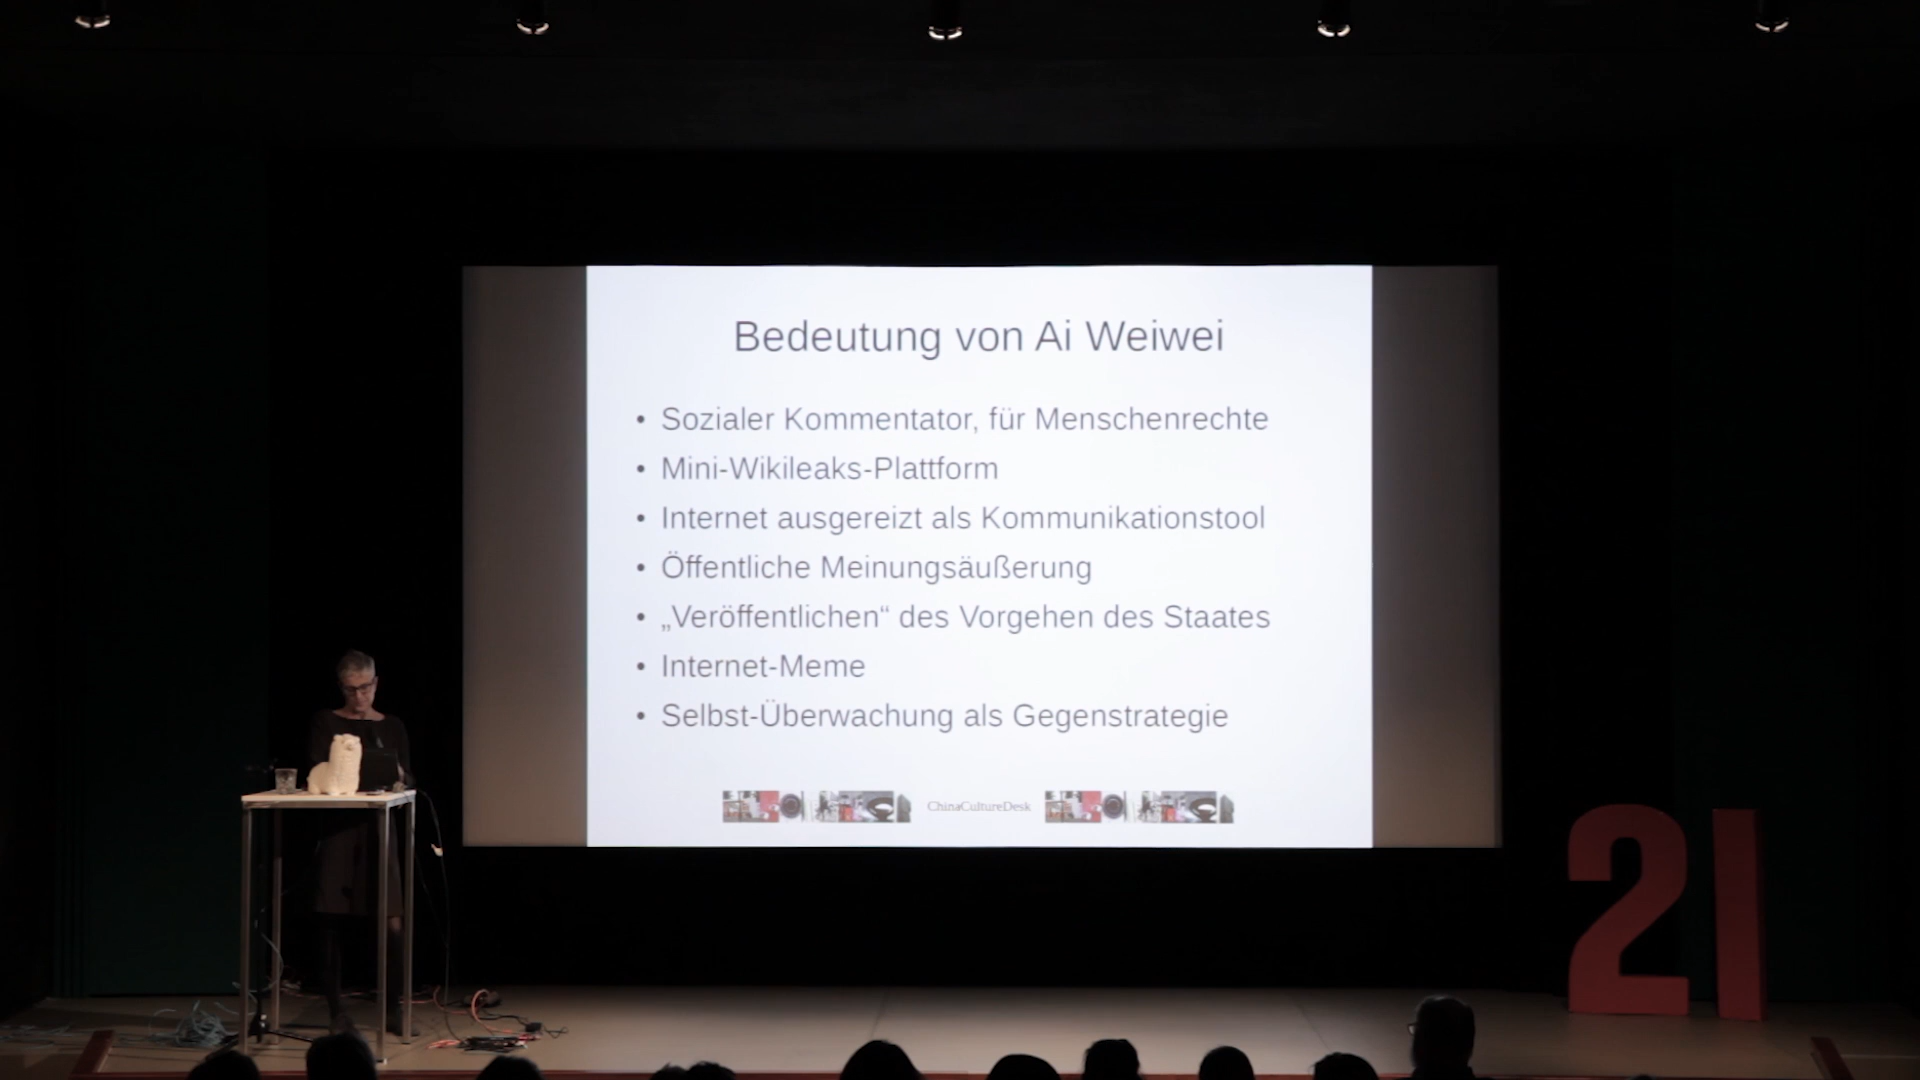 Bedeutung von Ai Weiwei
• Sozialer Kommentator, für Menschenrechte
• Mini-Wikileaks-Plattform
• Internet ausgereizt als Kommunikationstool
• Öffentliche Meinungsäußerung
• „Veröffentlichen“ des Vorgehen des Staates
• Internet-Meme
• Selbst-Überwachung als Gegenstrategie
ChinaCultureDesk
21